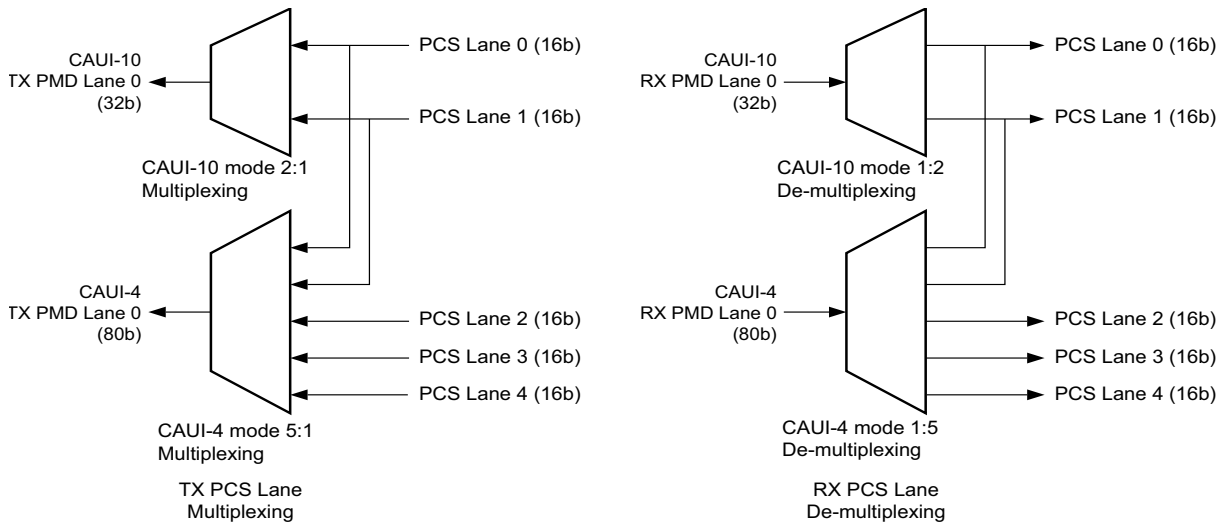 CAUI-10
TX PMD Lane 0
(32b)
PCS Lane 0 (16b)
PCS Lane 1 (16b)
CAUI-10 mode 2:1
Multiplexing
CAUI-4
TX PMD Lane 0
(80b)
PCS Lane 2 (16b)
PCS Lane 3 (16b)
PCS Lane 4 (16b)
CAUI-4 mode 5:1
Multiplexing
TX PCS Lane
Multiplexing
CAUI-10
RX PMD Lane 0
(32b)
PCS Lane 0 (16b)
PCS Lane 1 (16b)
CAUI-10 mode 1:2
De-multiplexing
CAUI-4
RX PMD Lane 0
(80b)
PCS Lane 2 (16b)
PCS Lane 3 (16b)
PCS Lane 4 (16b)
CAUI-4 mode 1:5
De-multiplexing
RX PCS Lane
De-multiplexing